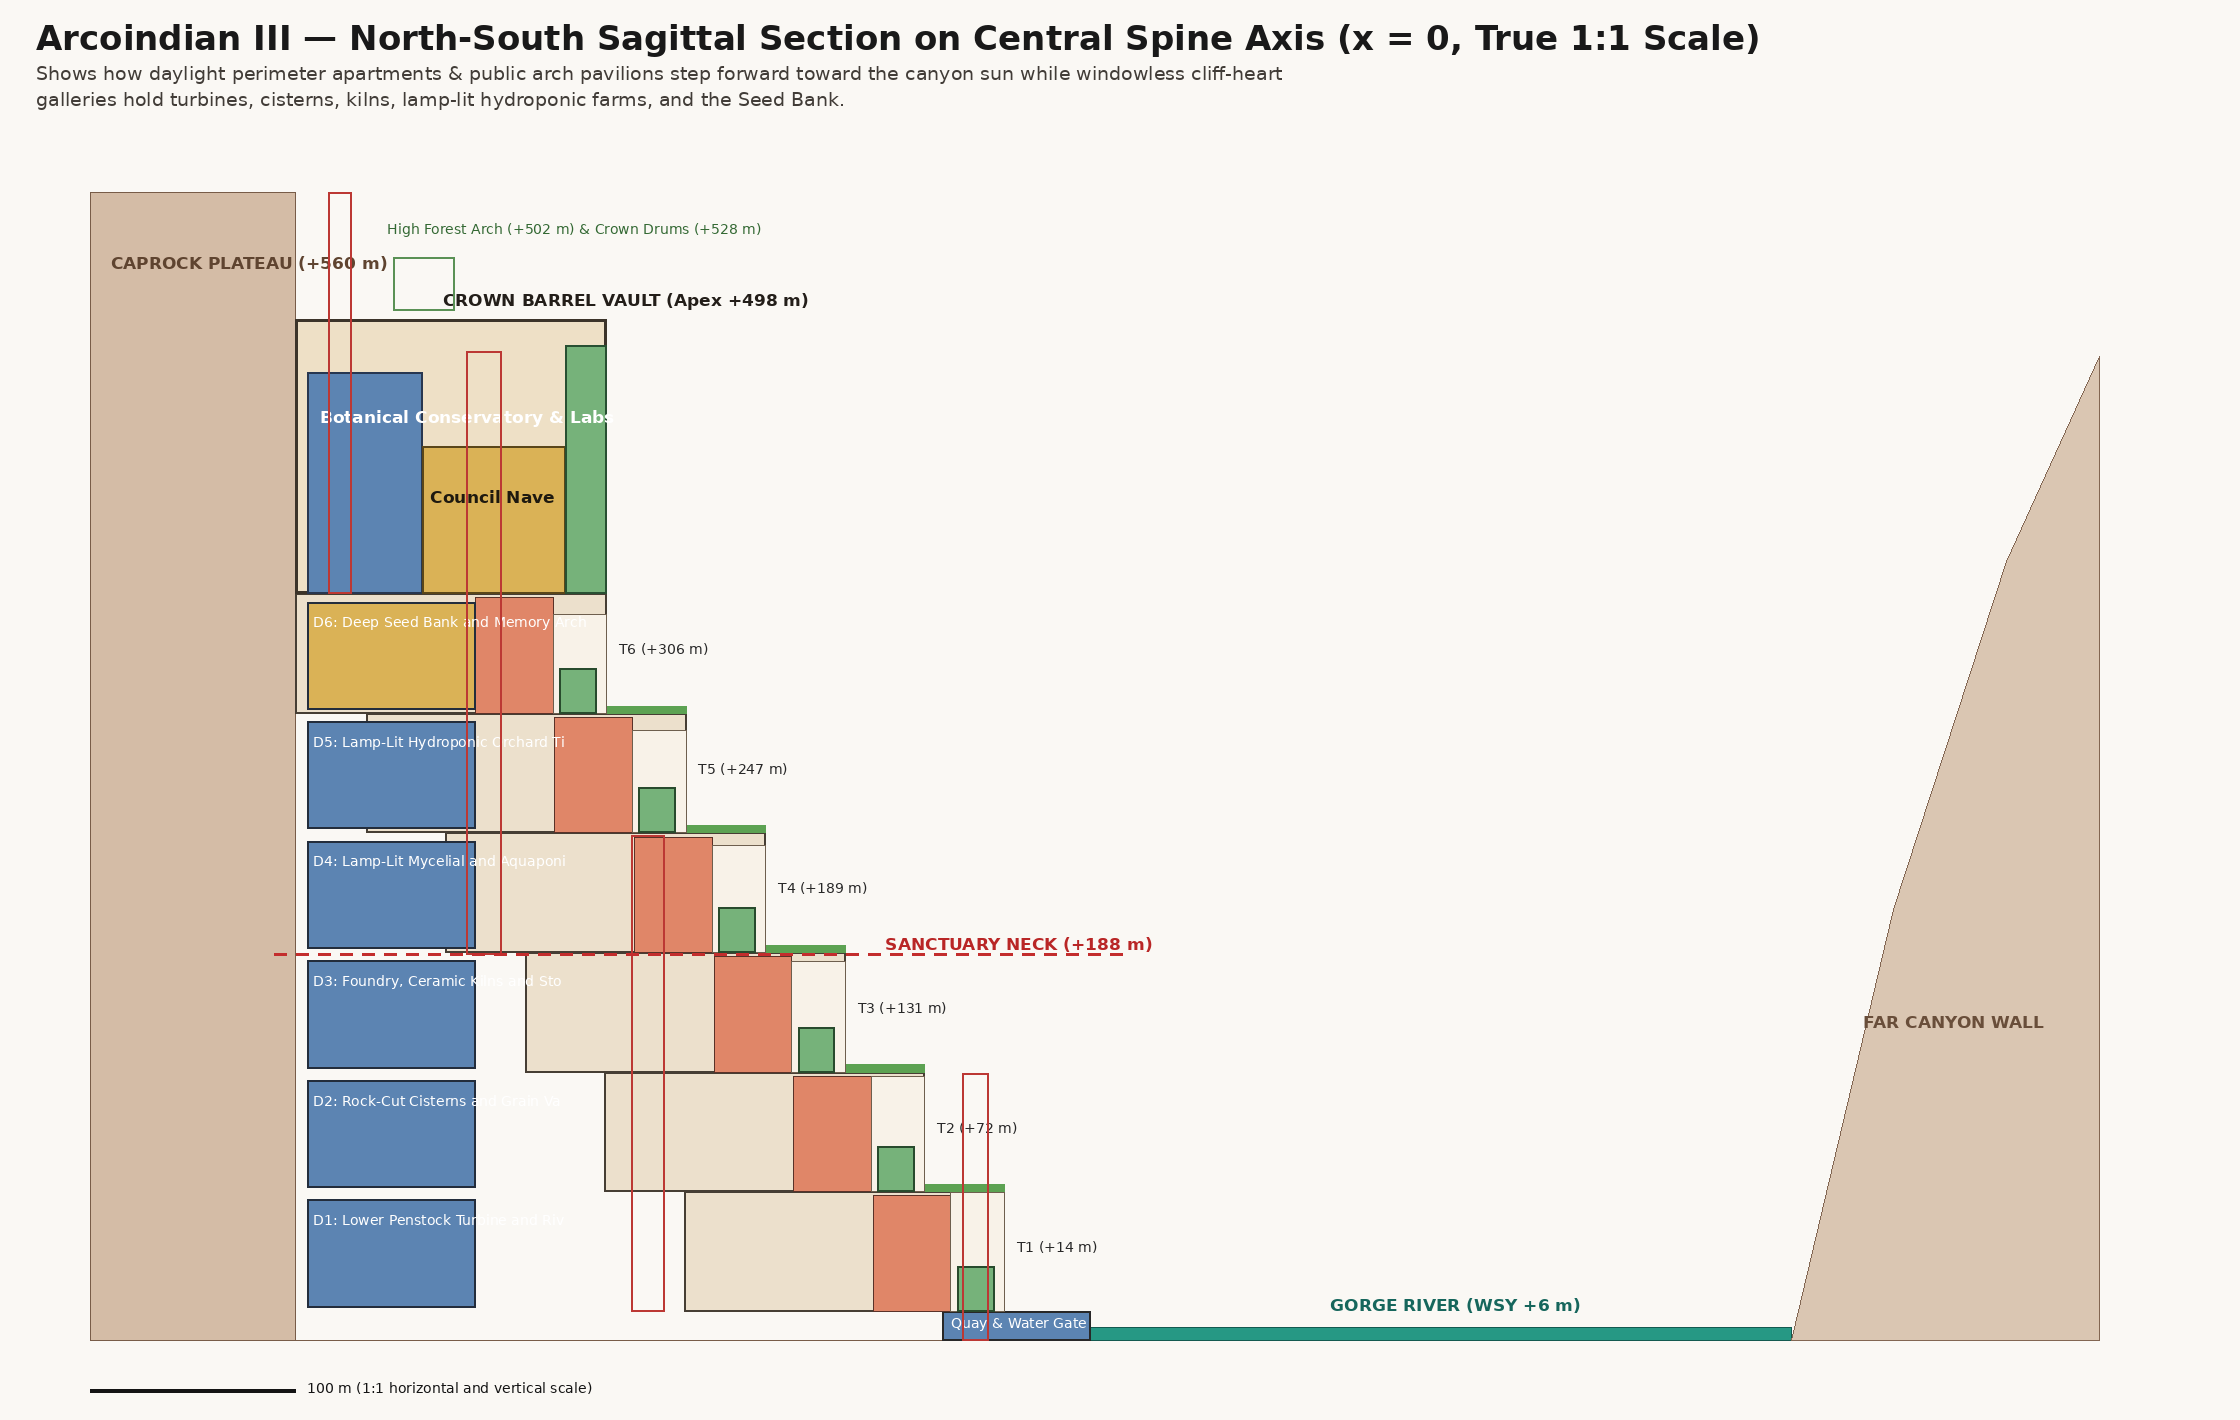 Arcoindian III — North-South Sagittal Section on Central Spine Axis (x = 0, True 1:1 Scale)
Shows how daylight perimeter apartments & public arch pavilions step forward toward the canyon sun while windowless cliff-heart
galleries hold turbines, cisterns, kilns, lamp-lit hydroponic farms, and the Seed Bank.
High Forest Arch (+502 m) & Crown Drums (+528 m)
CAPROCK PLATEAU (+560 m)
CROWN BARREL VAULT (Apex +498 m)
Botanical Conservatory & Labs
Council Nave
D6: Deep Seed Bank and Memory Arch
T6 (+306 m)
D5: Lamp-Lit Hydroponic Orchard Ti
T5 (+247 m)
D4: Lamp-Lit Mycelial and Aquaponi
T4 (+189 m)
SANCTUARY NECK (+188 m)
D3: Foundry, Ceramic Kilns and Sto
T3 (+131 m)
FAR CANYON WALL
D2: Rock-Cut Cisterns and Grain Va
T2 (+72 m)
D1: Lower Penstock Turbine and Riv
T1 (+14 m)
GORGE RIVER (WSY +6 m)
Quay & Water Gate
100 m (1:1 horizontal and vertical scale)